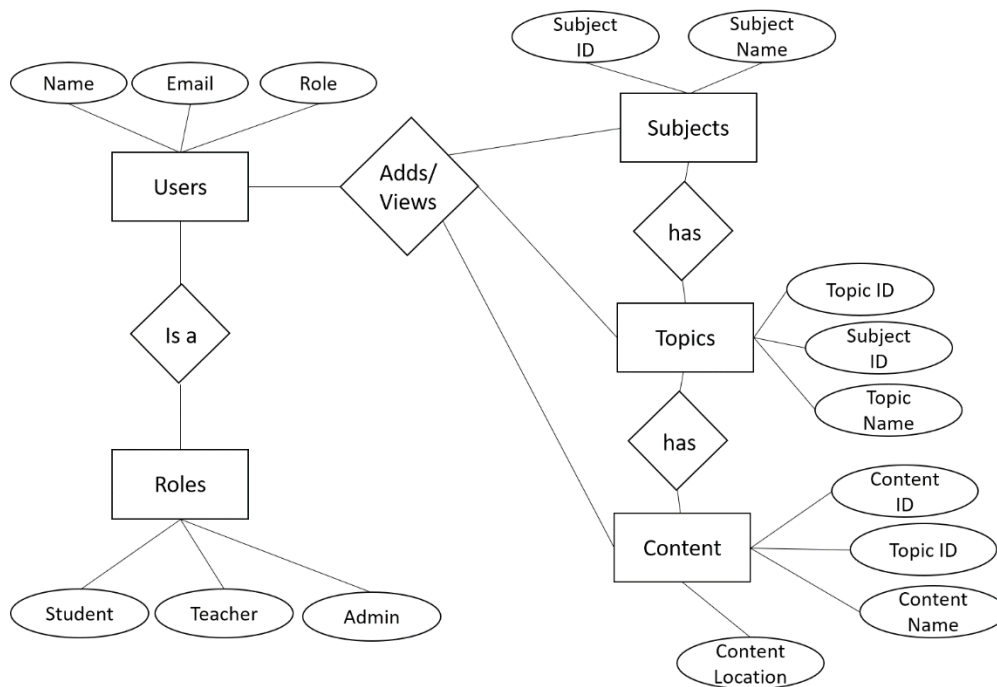 Subject
ID
Subject
Name
Name
Email
Role
Subjects
Users
Adds/
Views
has
Topic ID
Is a
Topics
Subject
ID
Topic
Name
has
Roles
Content
ID
Content
Topic ID
Student
Teacher
Admin
Content
Name
Content
Location